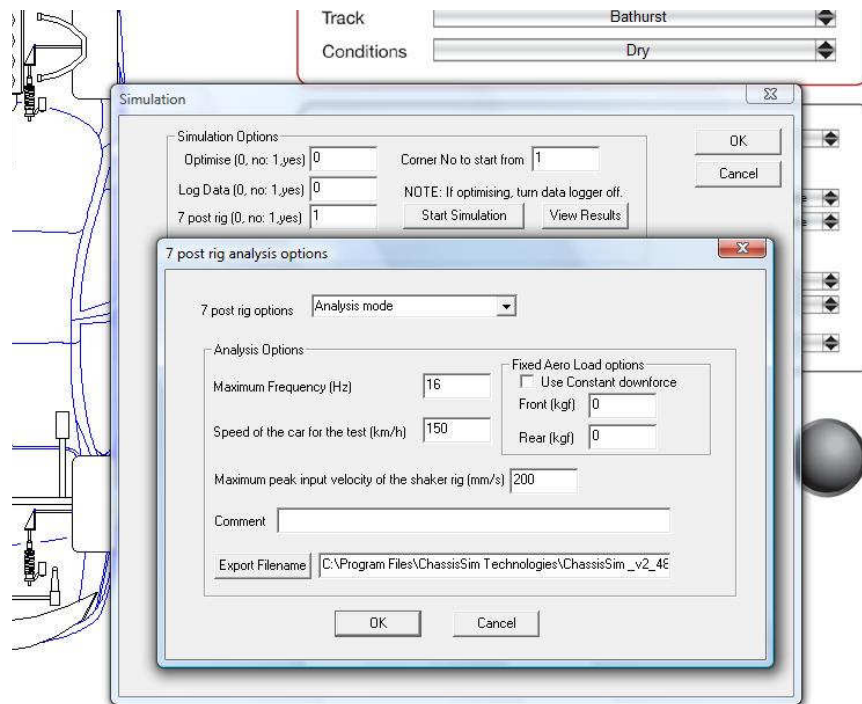 Track Bathurst
Conditions Dry
Simulation
Simulation Options
Optimise (0, no: 1,yes) 0 Corner No to start from 1
OK
Log Data (0, no: 1,yes) 0 NOTE: If optimising, turn data logger off.
Cancel
7 post rig (0, no: 1,yes) 1 Start Simulation View Results
7 post rig analysis options
7 post rig options Analysis mode
Analysis Options
Fixed Aero Load options
Use Constant downforce
Maximum Frequency (Hz) 16
Front (kgf) 0
Speed of the car for the test (km/h) 150
Rear (kgf) 0
Maximum peak input velocity of the shaker rig (mm/s) 200
Comment
Export Filename C:\Program Files\ChassisSim Technologies\ChassisSim _v2_48
OK Cancel